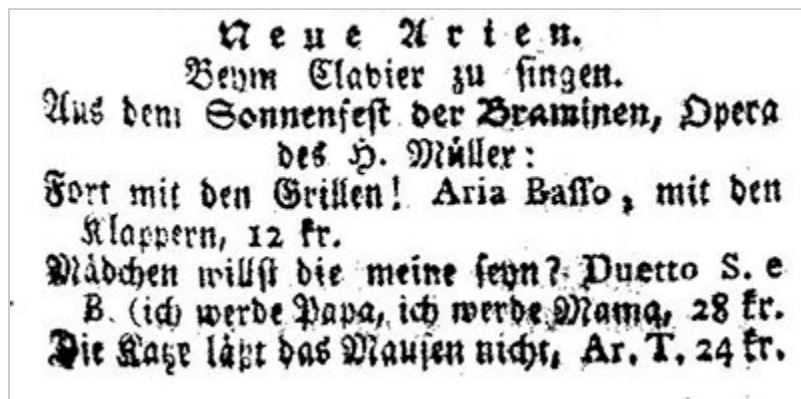 Neue Arien.
Beym Clavier zu singen.
Aus dem Sonnenfest der Braminen, Opera
des H. Müller:
Fort mit den Grillen! Aria Basso, mit den
Klappern, 12 kr.
Mädchen willst die meine seyn? Duetto S. e
B. (ich werde Papa, ich werde Mama, 28 kr.
Die Katze läßt das Mausen nicht, Ar. T. 24 kr.